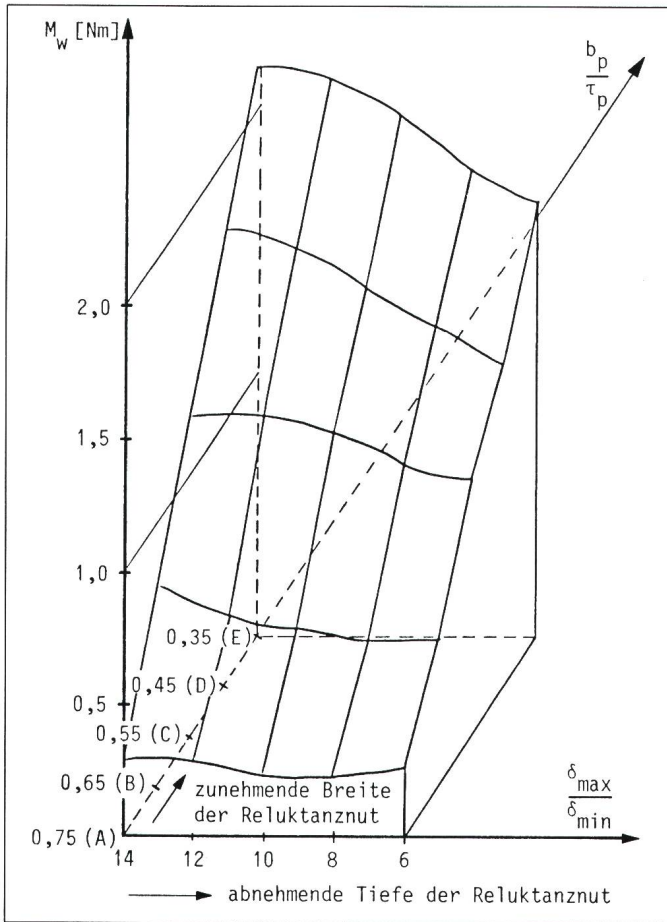 M_w [Nm]
b_p
τ_p
2,0
1,5
1,0
0,35 (E)
0,45 (D)
0,5
0,55 (C)
0,65 (B)
zunehmende Breite
der Reluktanznut
δ_max
δ_min
0,75 (A)
14 12 10 8 6
abnehmende Tiefe der Reluktanznut